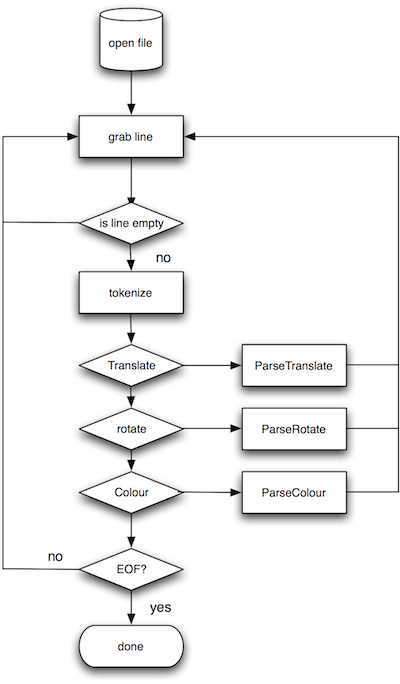 open file
grab line
is line empty
no
tokenize
Translate
ParseTranslate
rotate
ParseRotate
Colour
ParseColour
no
EOF?
yes
done